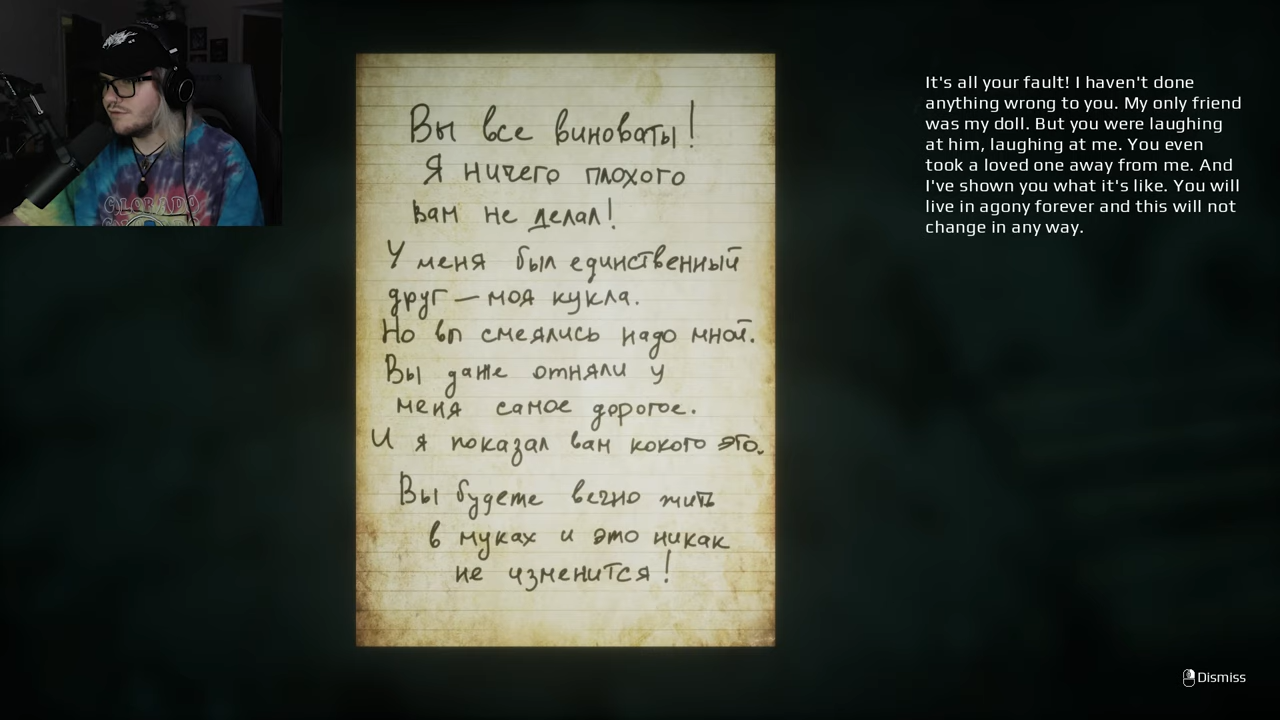 COLORADO
Вы все виноваты!
Я ничего плохого
вам не делал!
У меня был единственный
друг — моя кукла.
Но вы смеялись надо мной.
Вы даже отняли у
меня самое дорогое.
И я показал вам кокого это.
Вы будете вечно жить
в муках и это никак
не изменится!
It's all your fault! I haven't done
anything wrong to you. My only friend
was my doll. But you were laughing
at him, laughing at me. You even
took a loved one away from me. And
I've shown you what it's like. You will
live in agony forever and this will not
change in any way.
Dismiss